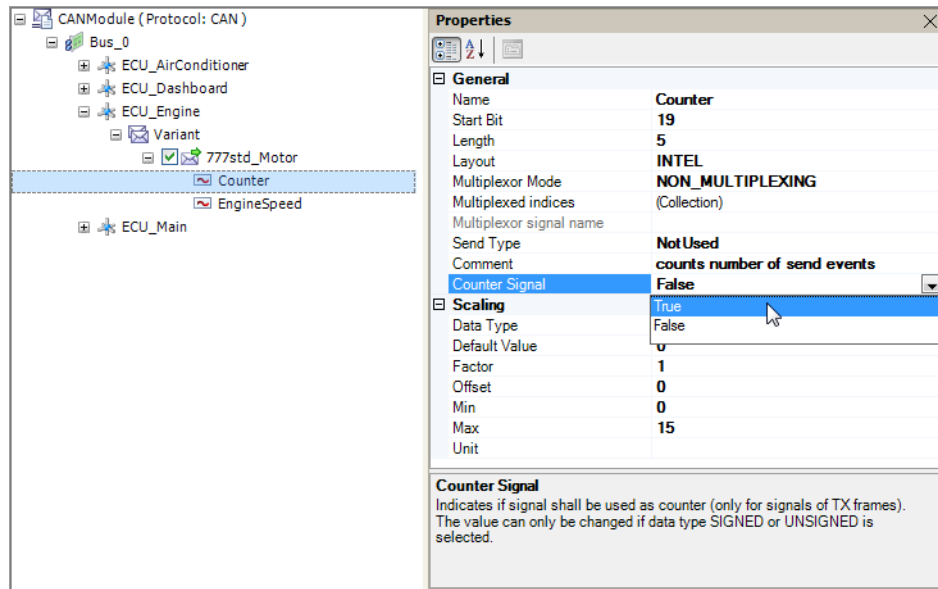 CANModule ( Protocol: CAN )
Bus_0
ECU_AirConditioner
ECU_Dashboard
ECU_Engine
Variant
777std_Motor
Counter
EngineSpeed
ECU_Main
Properties
General
Name Counter
Start Bit 19
Length 5
Layout INTEL
Multiplexor Mode NON_MULTIPLEXING
Multiplexed indices (Collection)
Multiplexor signal name
Send Type NotUsed
Comment counts number of send events
Counter Signal False
Scaling True
Data Type False
Default Value 0
Factor 1
Offset 0
Min 0
Max 15
Unit
Counter Signal
Indicates if signal shall be used as counter (only for signals of TX frames).
The value can only be changed if data type SIGNED or UNSIGNED is
selected.